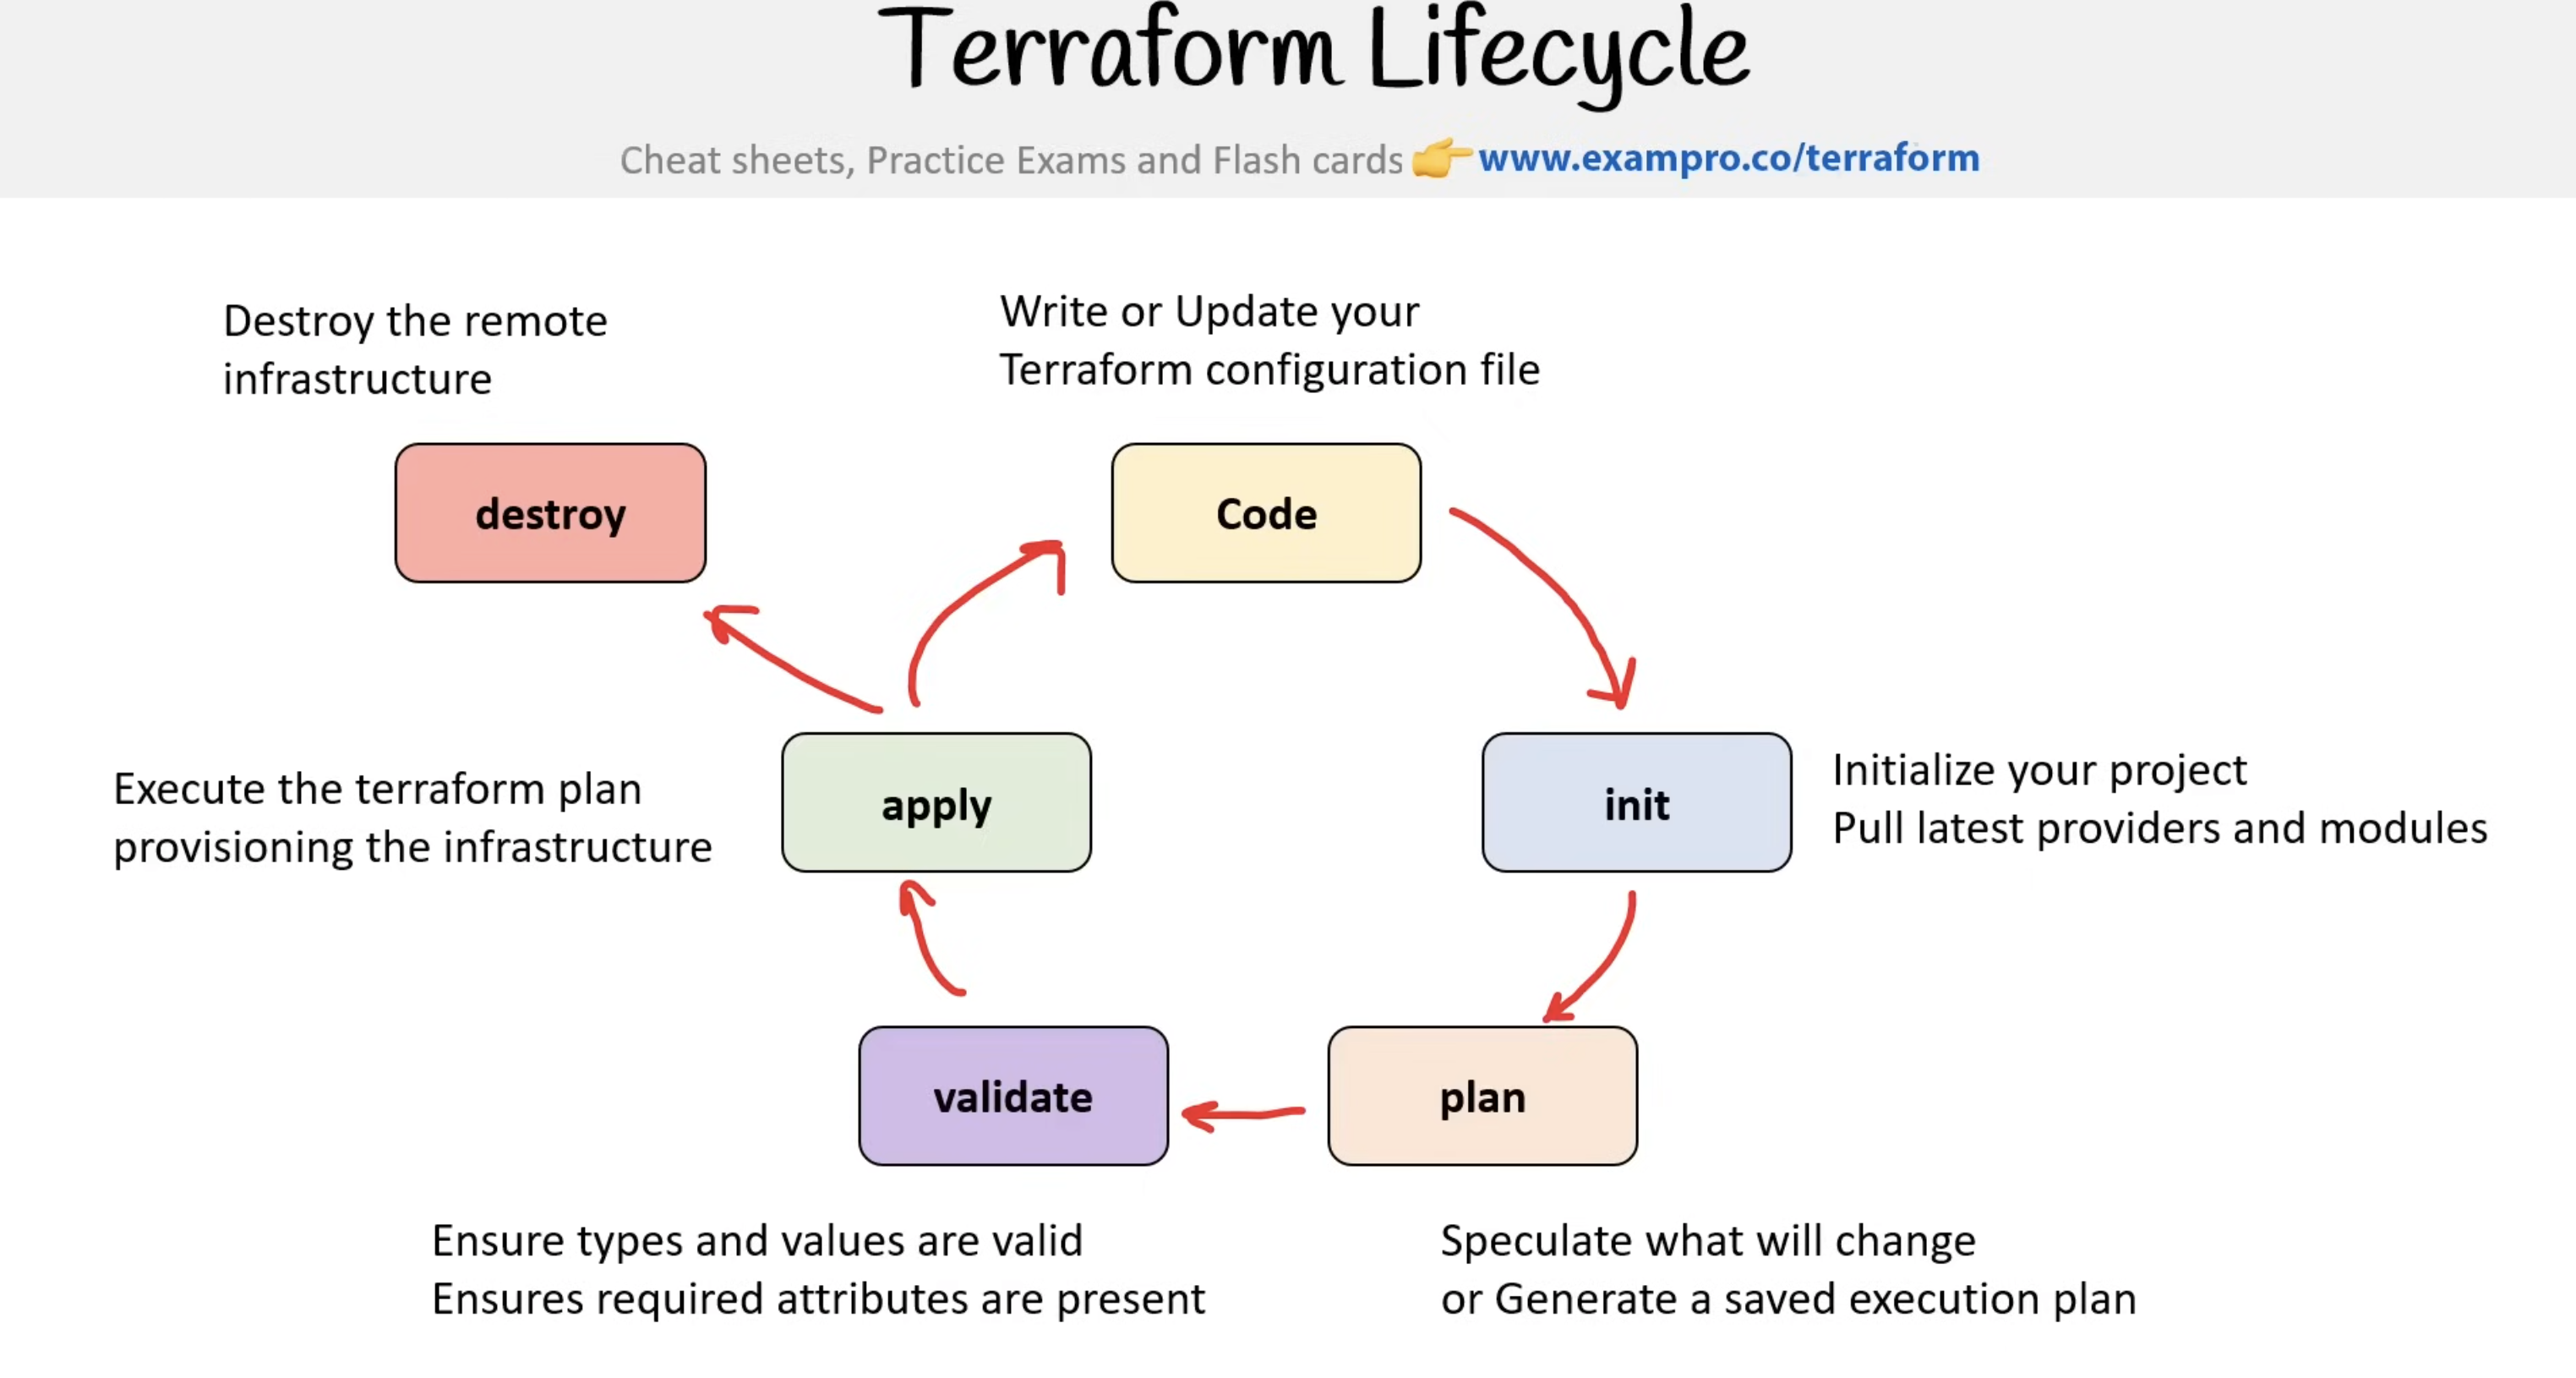 Terraform Lifecycle
Cheat sheets, Practice Exams and Flash cards 👉 www.exampro.co/terraform
Destroy the remote
infrastructure
Write or Update your
Terraform configuration file
destroy
Code
Execute the terraform plan
provisioning the infrastructure
apply
init
Initialize your project
Pull latest providers and modules
validate
plan
Ensure types and values are valid
Ensures required attributes are present
Speculate what will change
or Generate a saved execution plan